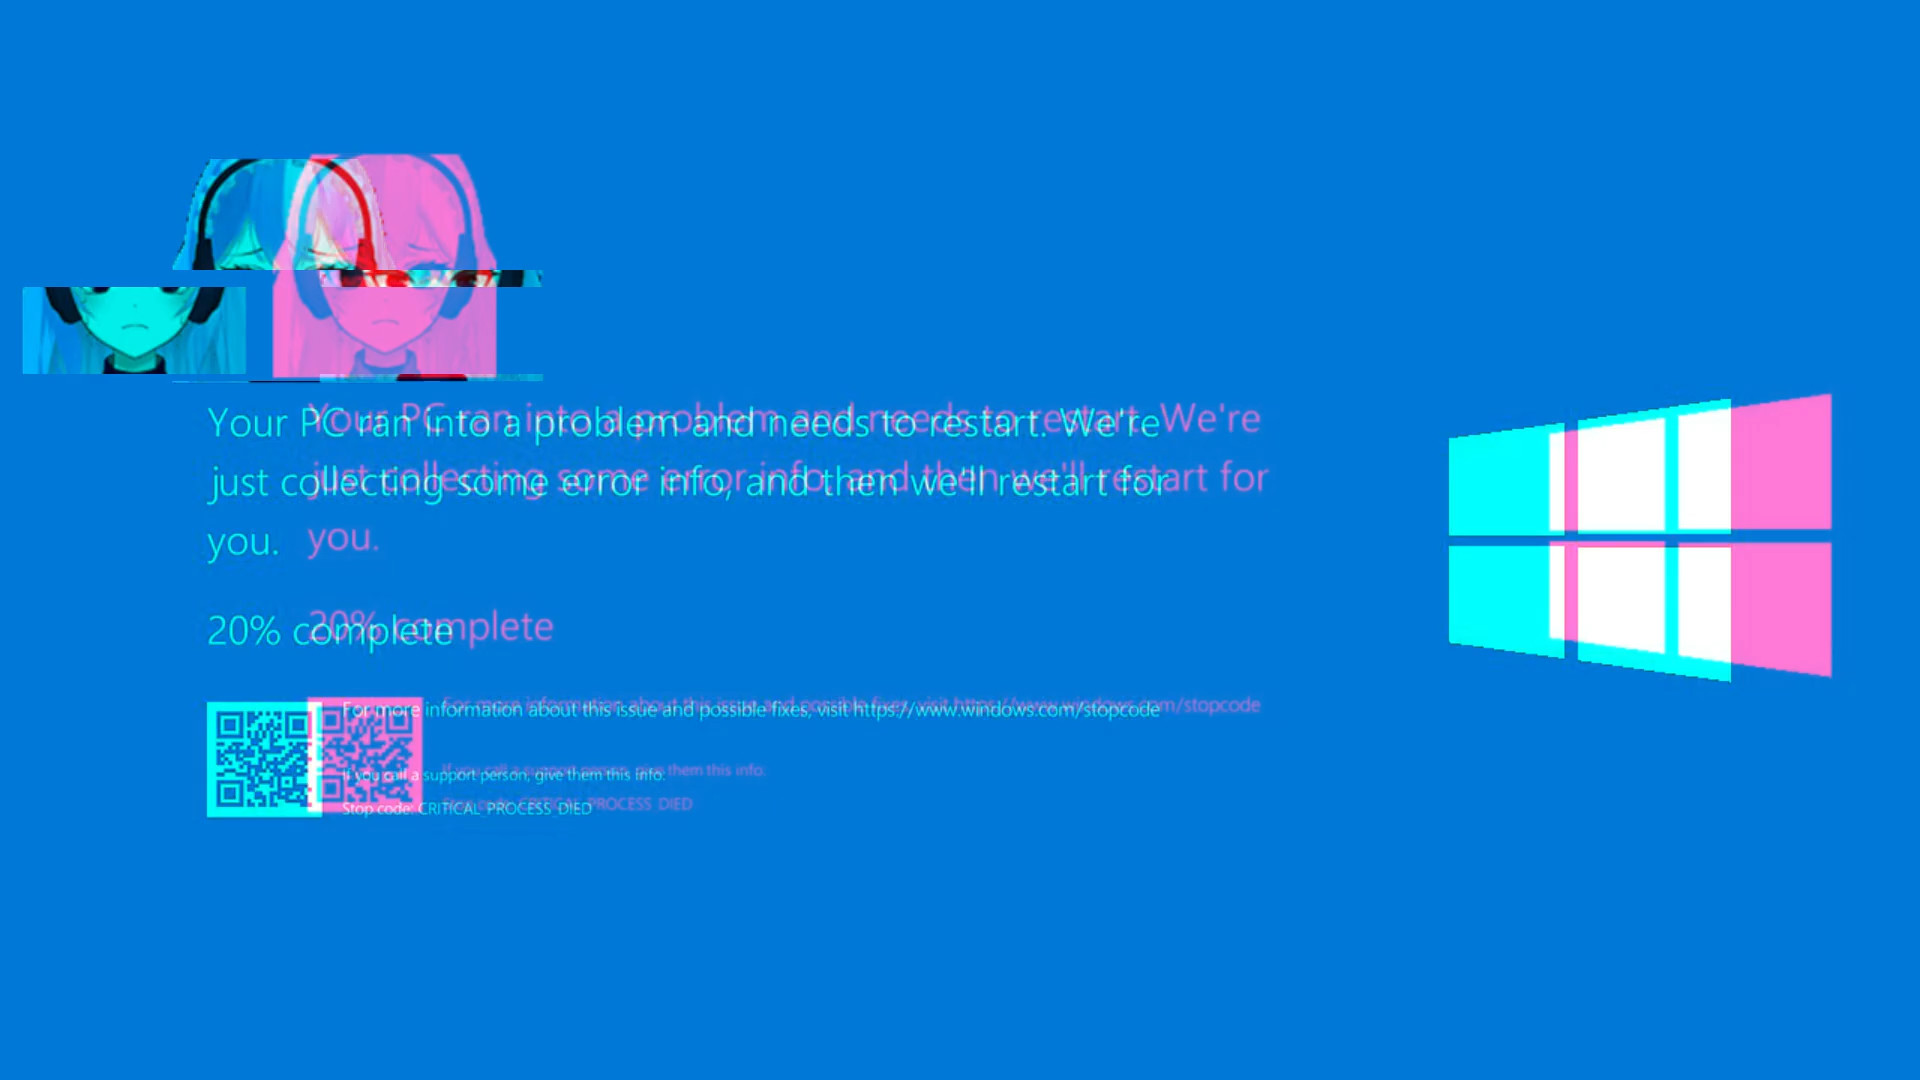 Your PC ran into a problem and needs to restart. We're
just collecting some error info, and then we'll restart for
you.
20% complete
For more information about this issue and possible fixes, visit https://www.windows.com/stopcode
If you call a support person, give them this info:
Stop code: CRITICAL_PROCESS_DIED